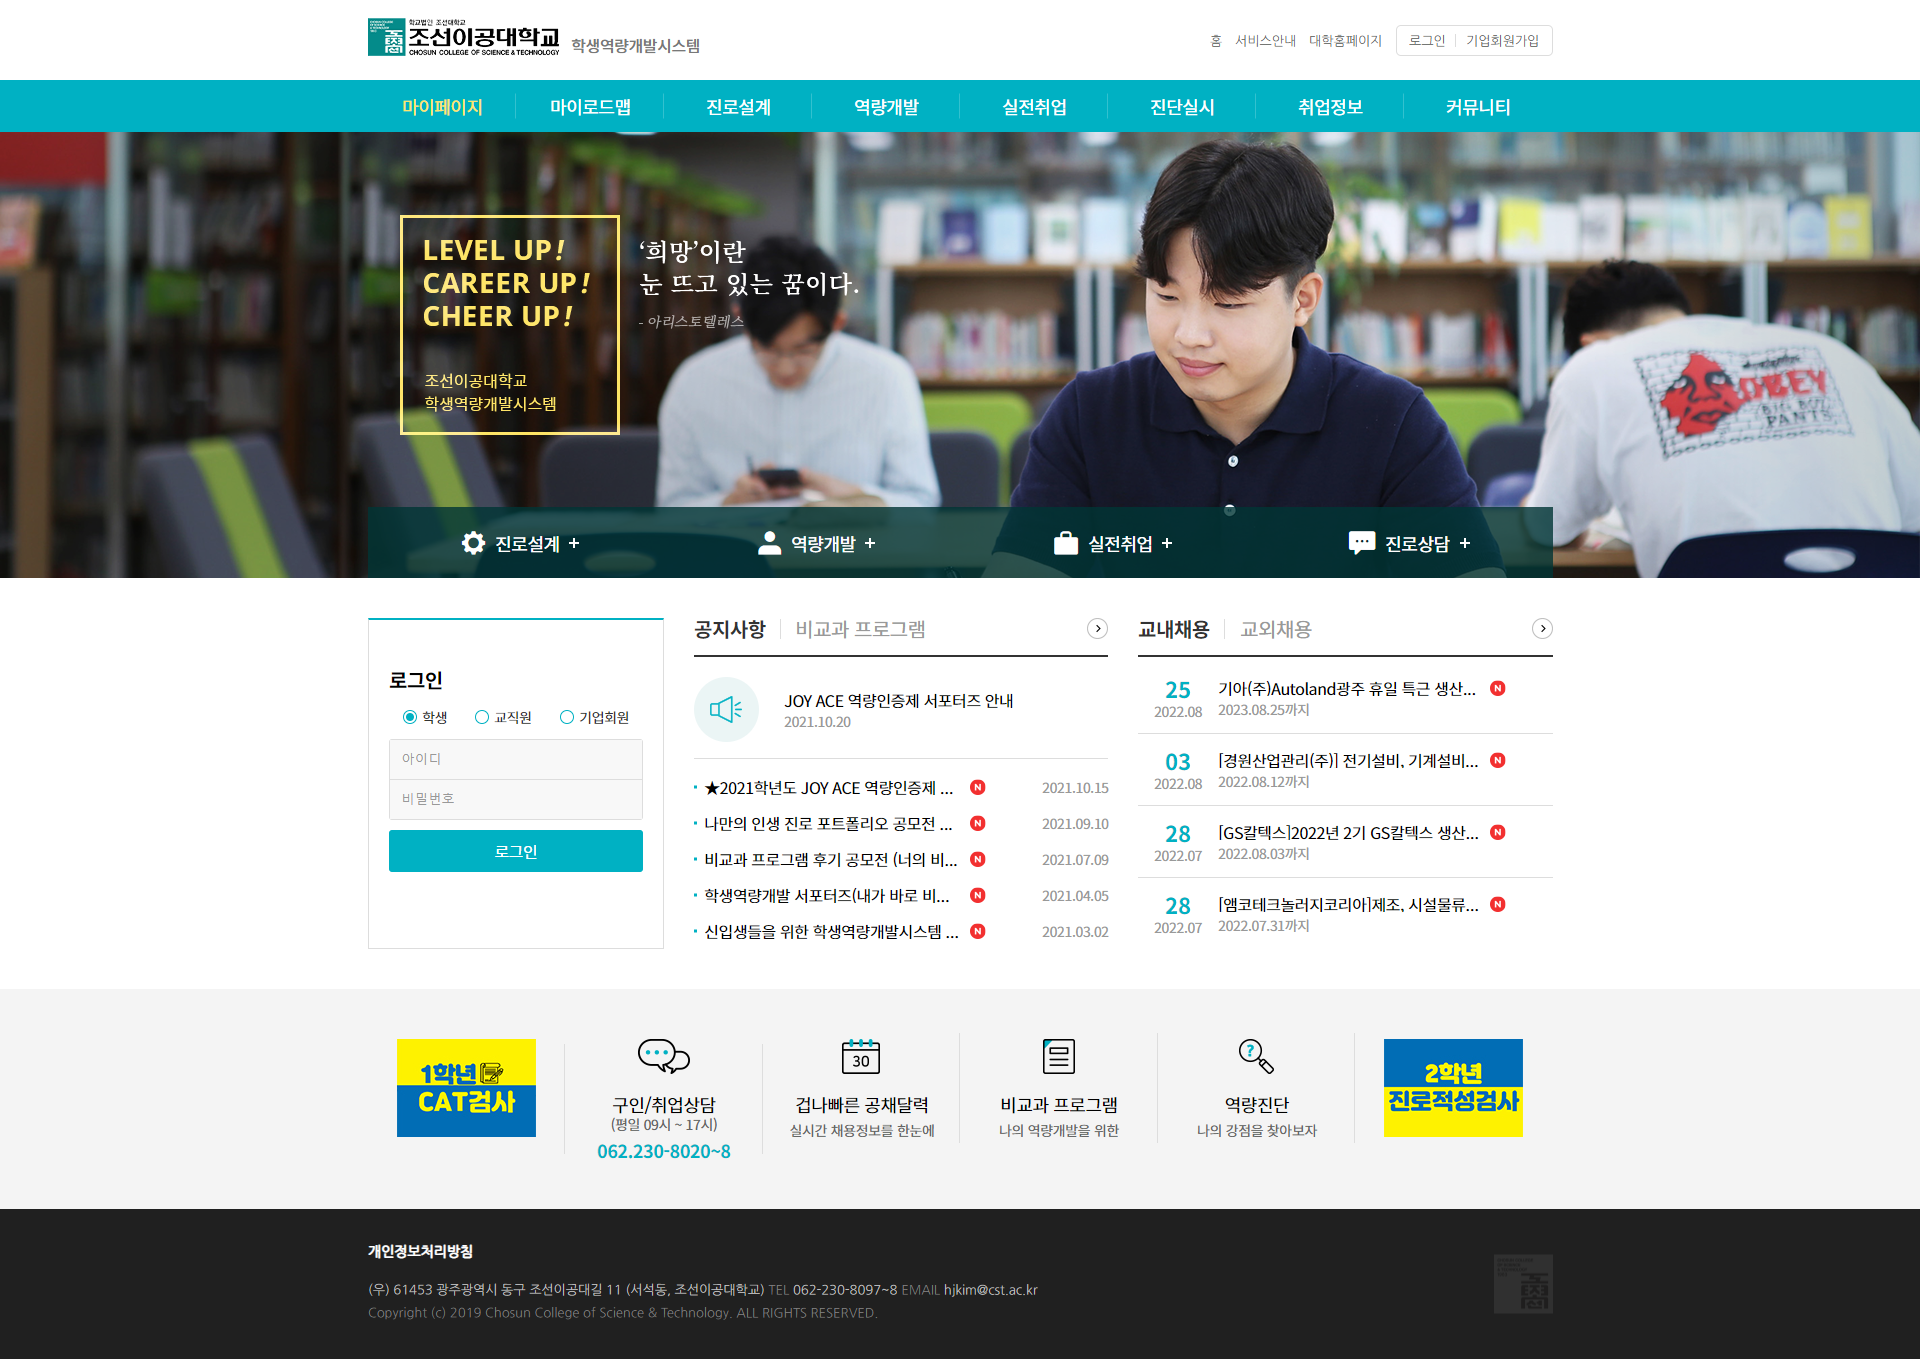 학교법인 조선대학교
조선이공대학교
CHOSUN COLLEGE OF SCIENCE & TECHNOLOGY
학생역량개발시스템
홈 서비스안내 대학홈페이지 로그인 기업회원가입
마이페이지 마이로드맵 진로설계 역량개발 실전취업 진단실시 취업정보 커뮤니티
LEVEL UP!
CAREER UP!
CHEER UP!
조선이공대학교
학생역량개발시스템
‘희망’이란
눈 뜨고 있는 꿈이다.
- 아리스토텔레스
OBEY
BIG BOY
PANTS
진로설계 + 역량개발 + 실전취업 + 진로상담 +
로그인
학생 교직원 기업회원
아이디
비밀번호
로그인
공지사항 비교과 프로그램
JOY ACE 역량인증제 서포터즈 안내
2021.10.20
★2021학년도 JOY ACE 역량인증제 ... N 2021.10.15
나만의 인생 진로 포트폴리오 공모전 ... N 2021.09.10
비교과 프로그램 후기 공모전 (너의 비... N 2021.07.09
학생역량개발 서포터즈(내가 바로 비... N 2021.04.05
신입생들을 위한 학생역량개발시스템 ... N 2021.03.02
교내채용 교외채용
25 기아(주)Autoland광주 휴일 특근 생산... N
2022.08 2023.08.25까지
03 [경원산업관리(주)] 전기설비, 기계설비... N
2022.08 2022.08.12까지
28 [GS칼텍스]2022년 2기 GS칼텍스 생산... N
2022.07 2022.08.03까지
28 [앰코테크놀러지코리아]제조, 시설물류... N
2022.07 2022.07.31까지
1학년
CAT검사
구인/취업상담
(평일 09시 ~ 17시)
062.230-8020~8
30
겁나빠른 공채달력
실시간 채용정보를 한눈에
비교과 프로그램
나의 역량개발을 위한
?
역량진단
나의 강점을 찾아보자
2학년
진로적성검사
개인정보처리방침
(우) 61453 광주광역시 동구 조선이공대길 11 (서석동, 조선이공대학교) TEL 062-230-8097~8 EMAIL hjkim@cst.ac.kr
Copyright (c) 2019 Chosun College of Science & Technology. ALL RIGHTS RESERVED.